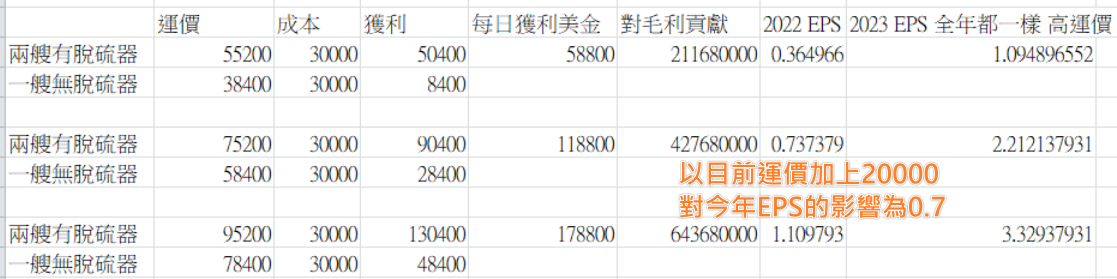 運價 成本 獲利 每日獲利美金 對毛利貢獻 2022 EPS 2023 EPS 全年都一樣 高運價
兩艘有脫硫器 55200 30000 50400 58800 211680000 0.364966 1.094896552
一艘無脫硫器 38400 30000 8400
兩艘有脫硫器 75200 30000 90400 118800 427680000 0.737379 2.212137931
一艘無脫硫器 58400 30000 28400
以目前運價加上20000
對今年EPS的影響為0.7
兩艘有脫硫器 95200 30000 130400 178800 643680000 1.109793 3.32937931
一艘無脫硫器 78400 30000 48400